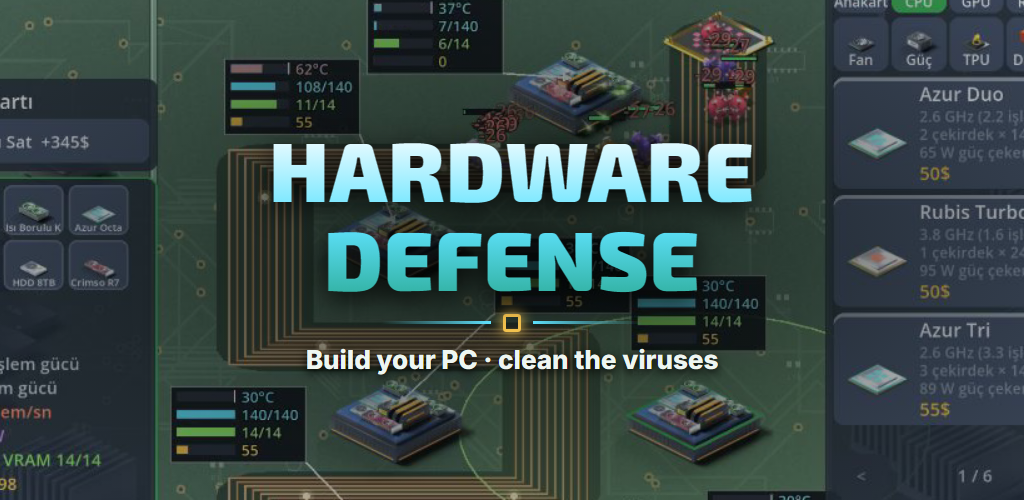 37°C
7/140
6/14
0
62°C
108/140
11/14
55
artı
Sat +345$
Isı Borulu K
Azur Octa
HDD 8TB
Crimso R7
şlem gücü
m gücü
em/sn
VRAM 14/14
98
HARDWARE
DEFENSE
Build your PC · clean the viruses
55
30°C
140/140
14/14
55
30°C
140/140
14/14
55
30°C
Anakart
CPU
GPU
Fan
Güç
TPU
Azur Duo
2.6 GHz (2.2 işl
2 çekirdek × 14
65 W güç çeker
50$
Rubis Turbo
3.8 GHz (1.6 işl
1 çekirdek × 24
95 W güç çeker
50$
Azur Tri
2.6 GHz (3.3 işl
3 çekirdek × 14
89 W güç çeker
55$
<
1 / 6